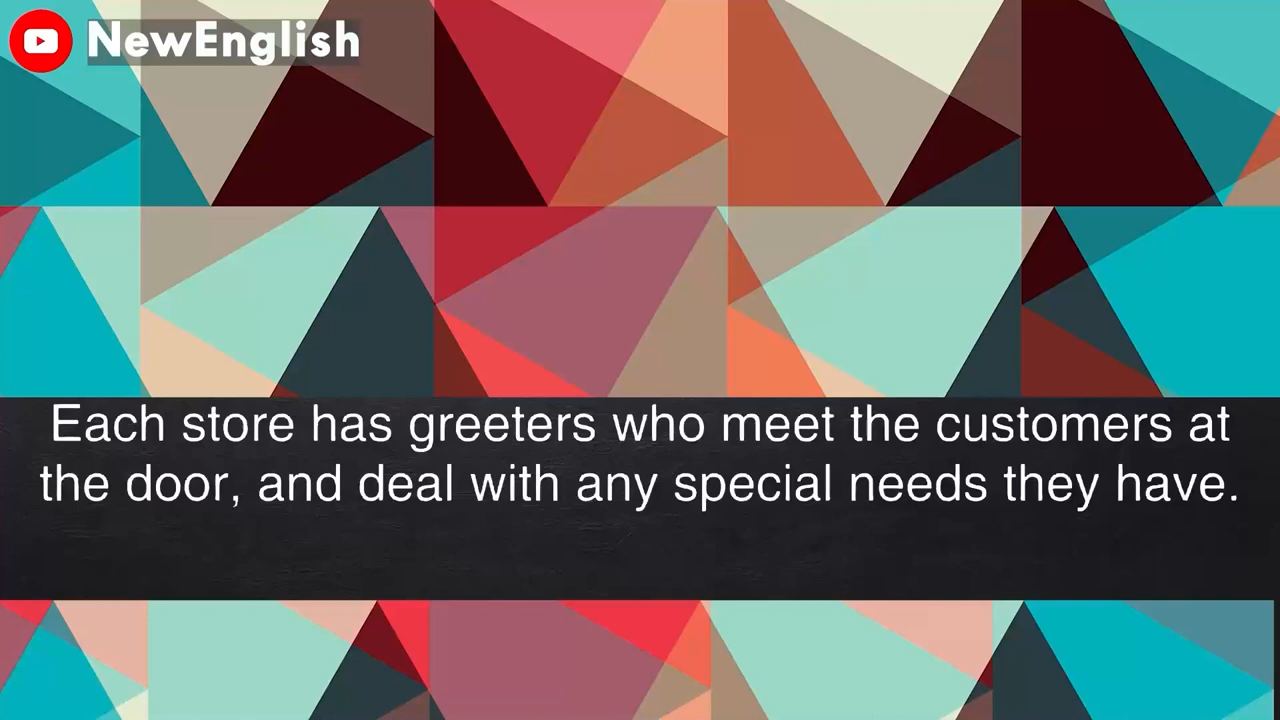 NewEnglish
Each store has greeters who meet the customers at
the door, and deal with any special needs they have.